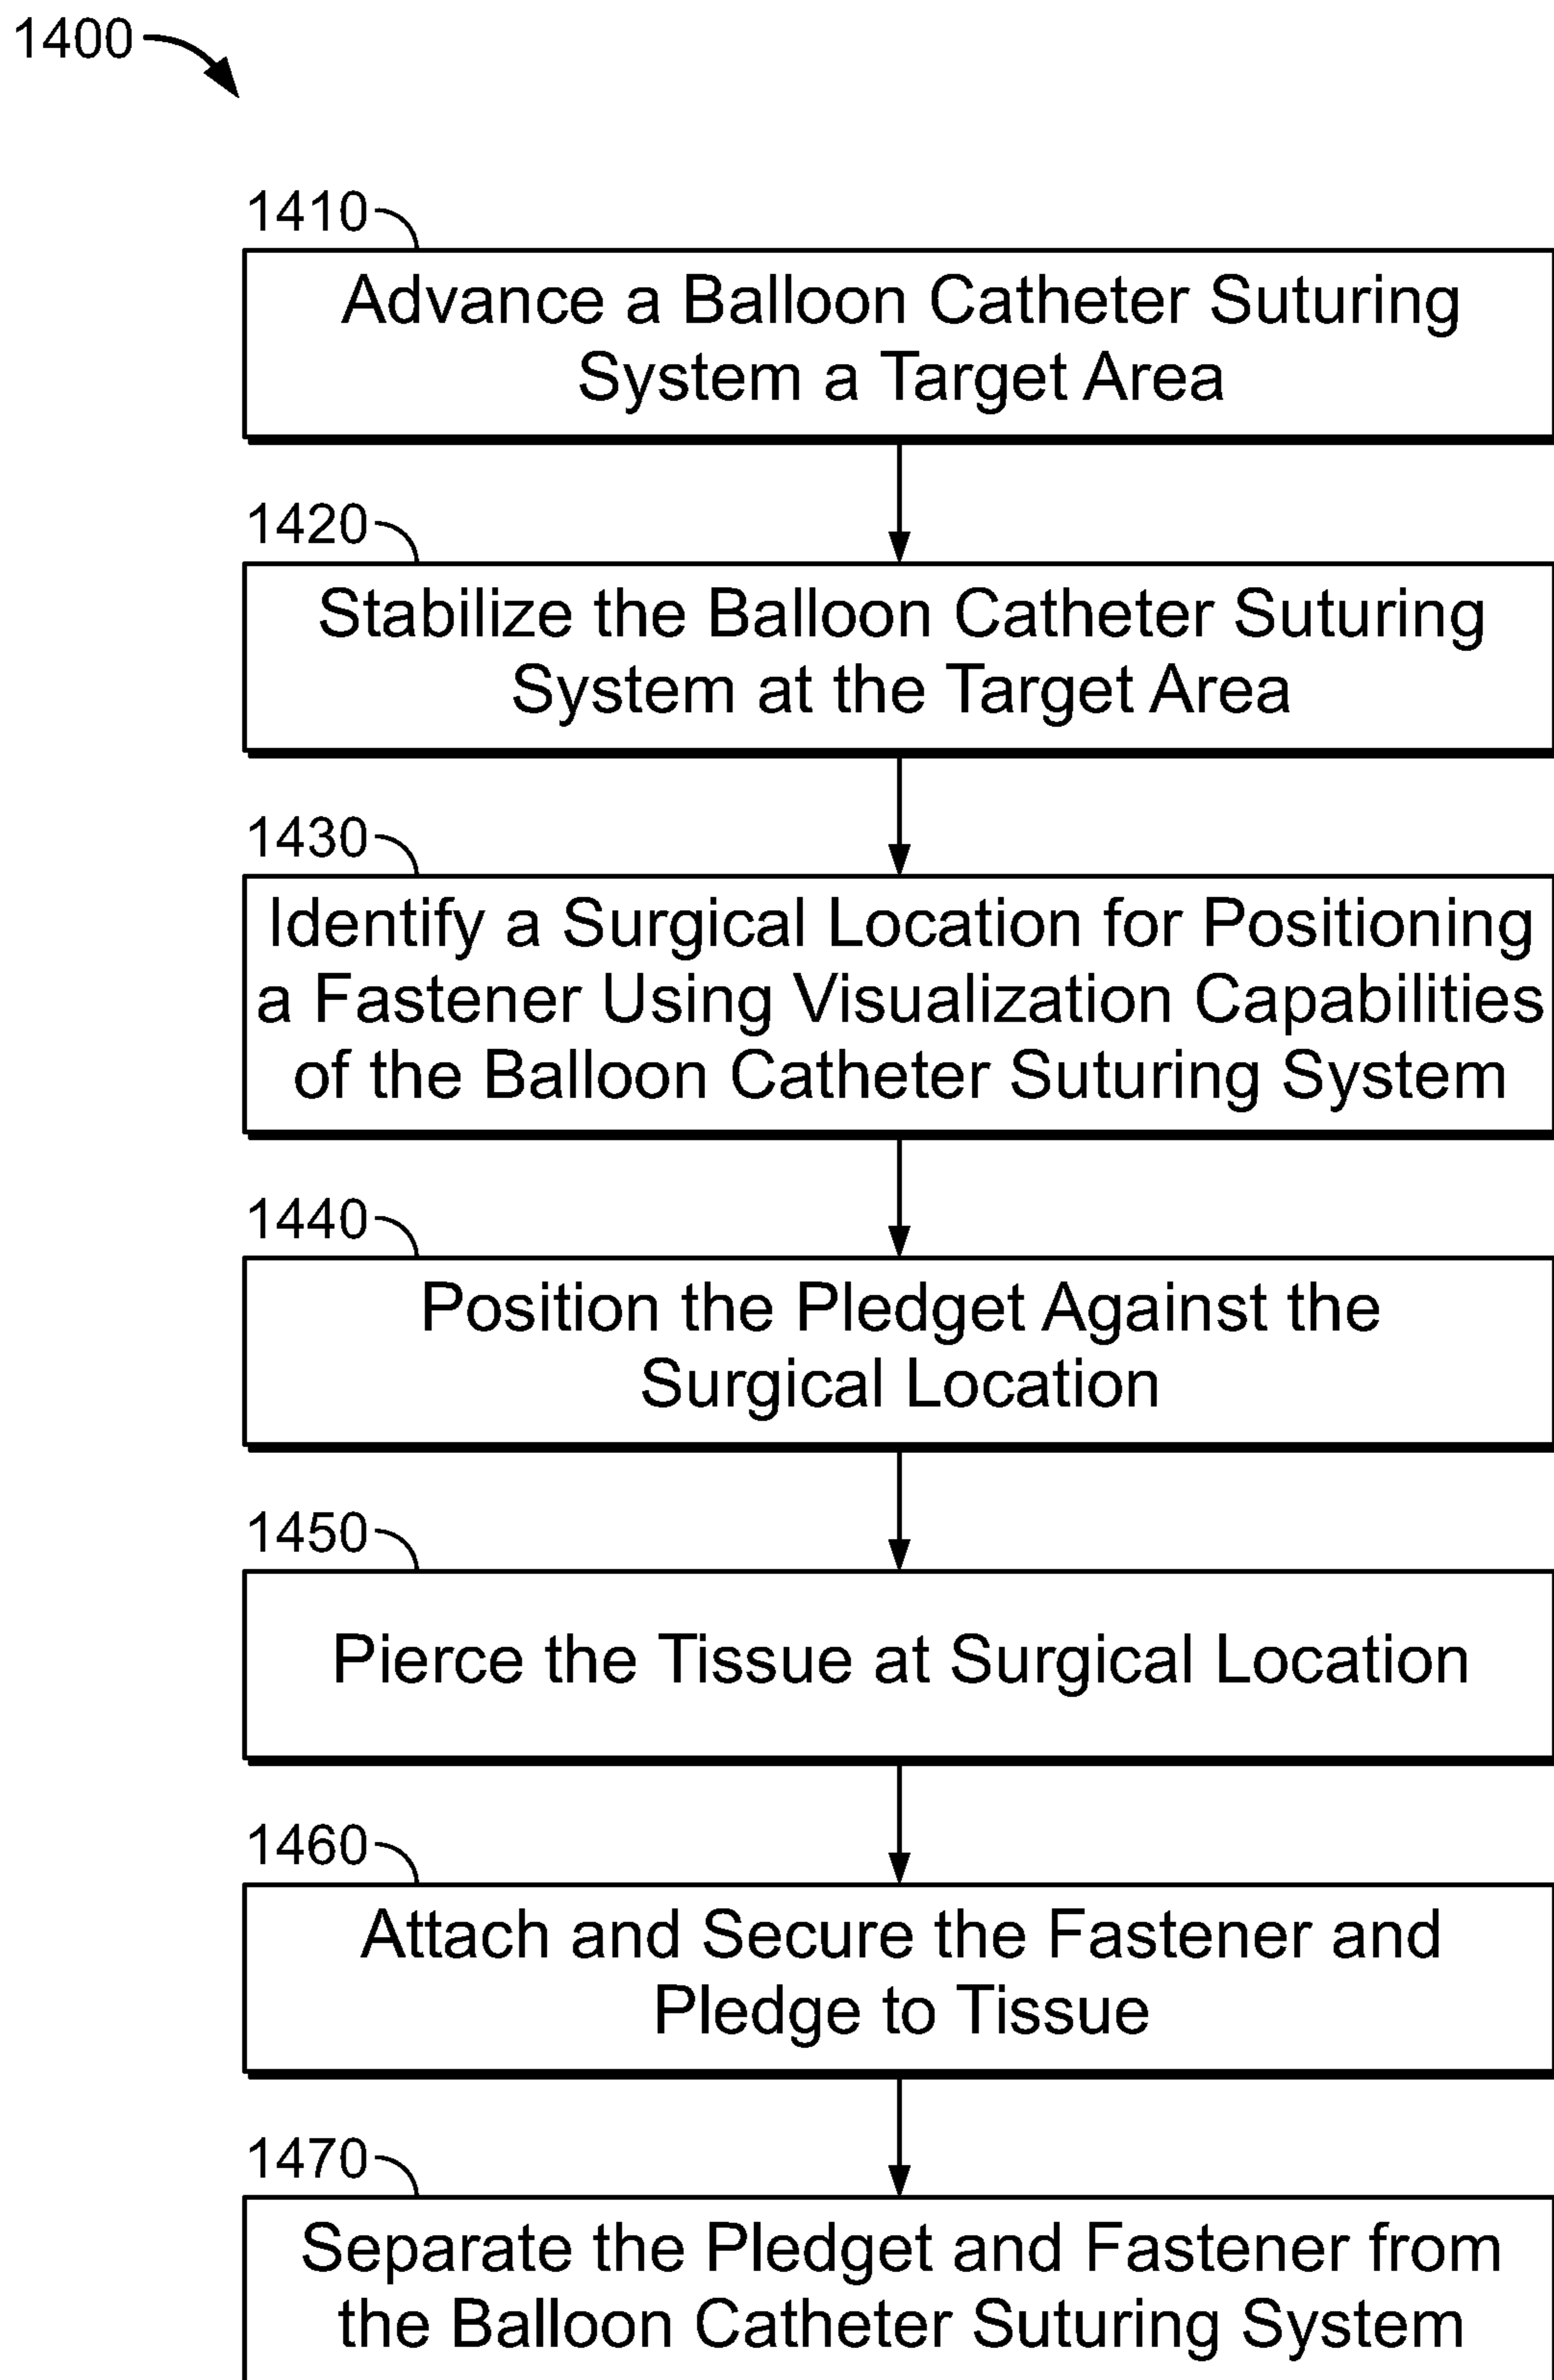 1400
1410
Advance a Balloon Catheter Suturing
System a Target Area
1420
Stabilize the Balloon Catheter Suturing
System at the Target Area
1430
Identify a Surgical Location for Positioning
a Fastener Using Visualization Capabilities
of the Balloon Catheter Suturing System
1440
Position the Pledget Against the
Surgical Location
1450
Pierce the Tissue at Surgical Location
1460
Attach and Secure the Fastener and
Pledge to Tissue
1470
Separate the Pledget and Fastener from
the Balloon Catheter Suturing System